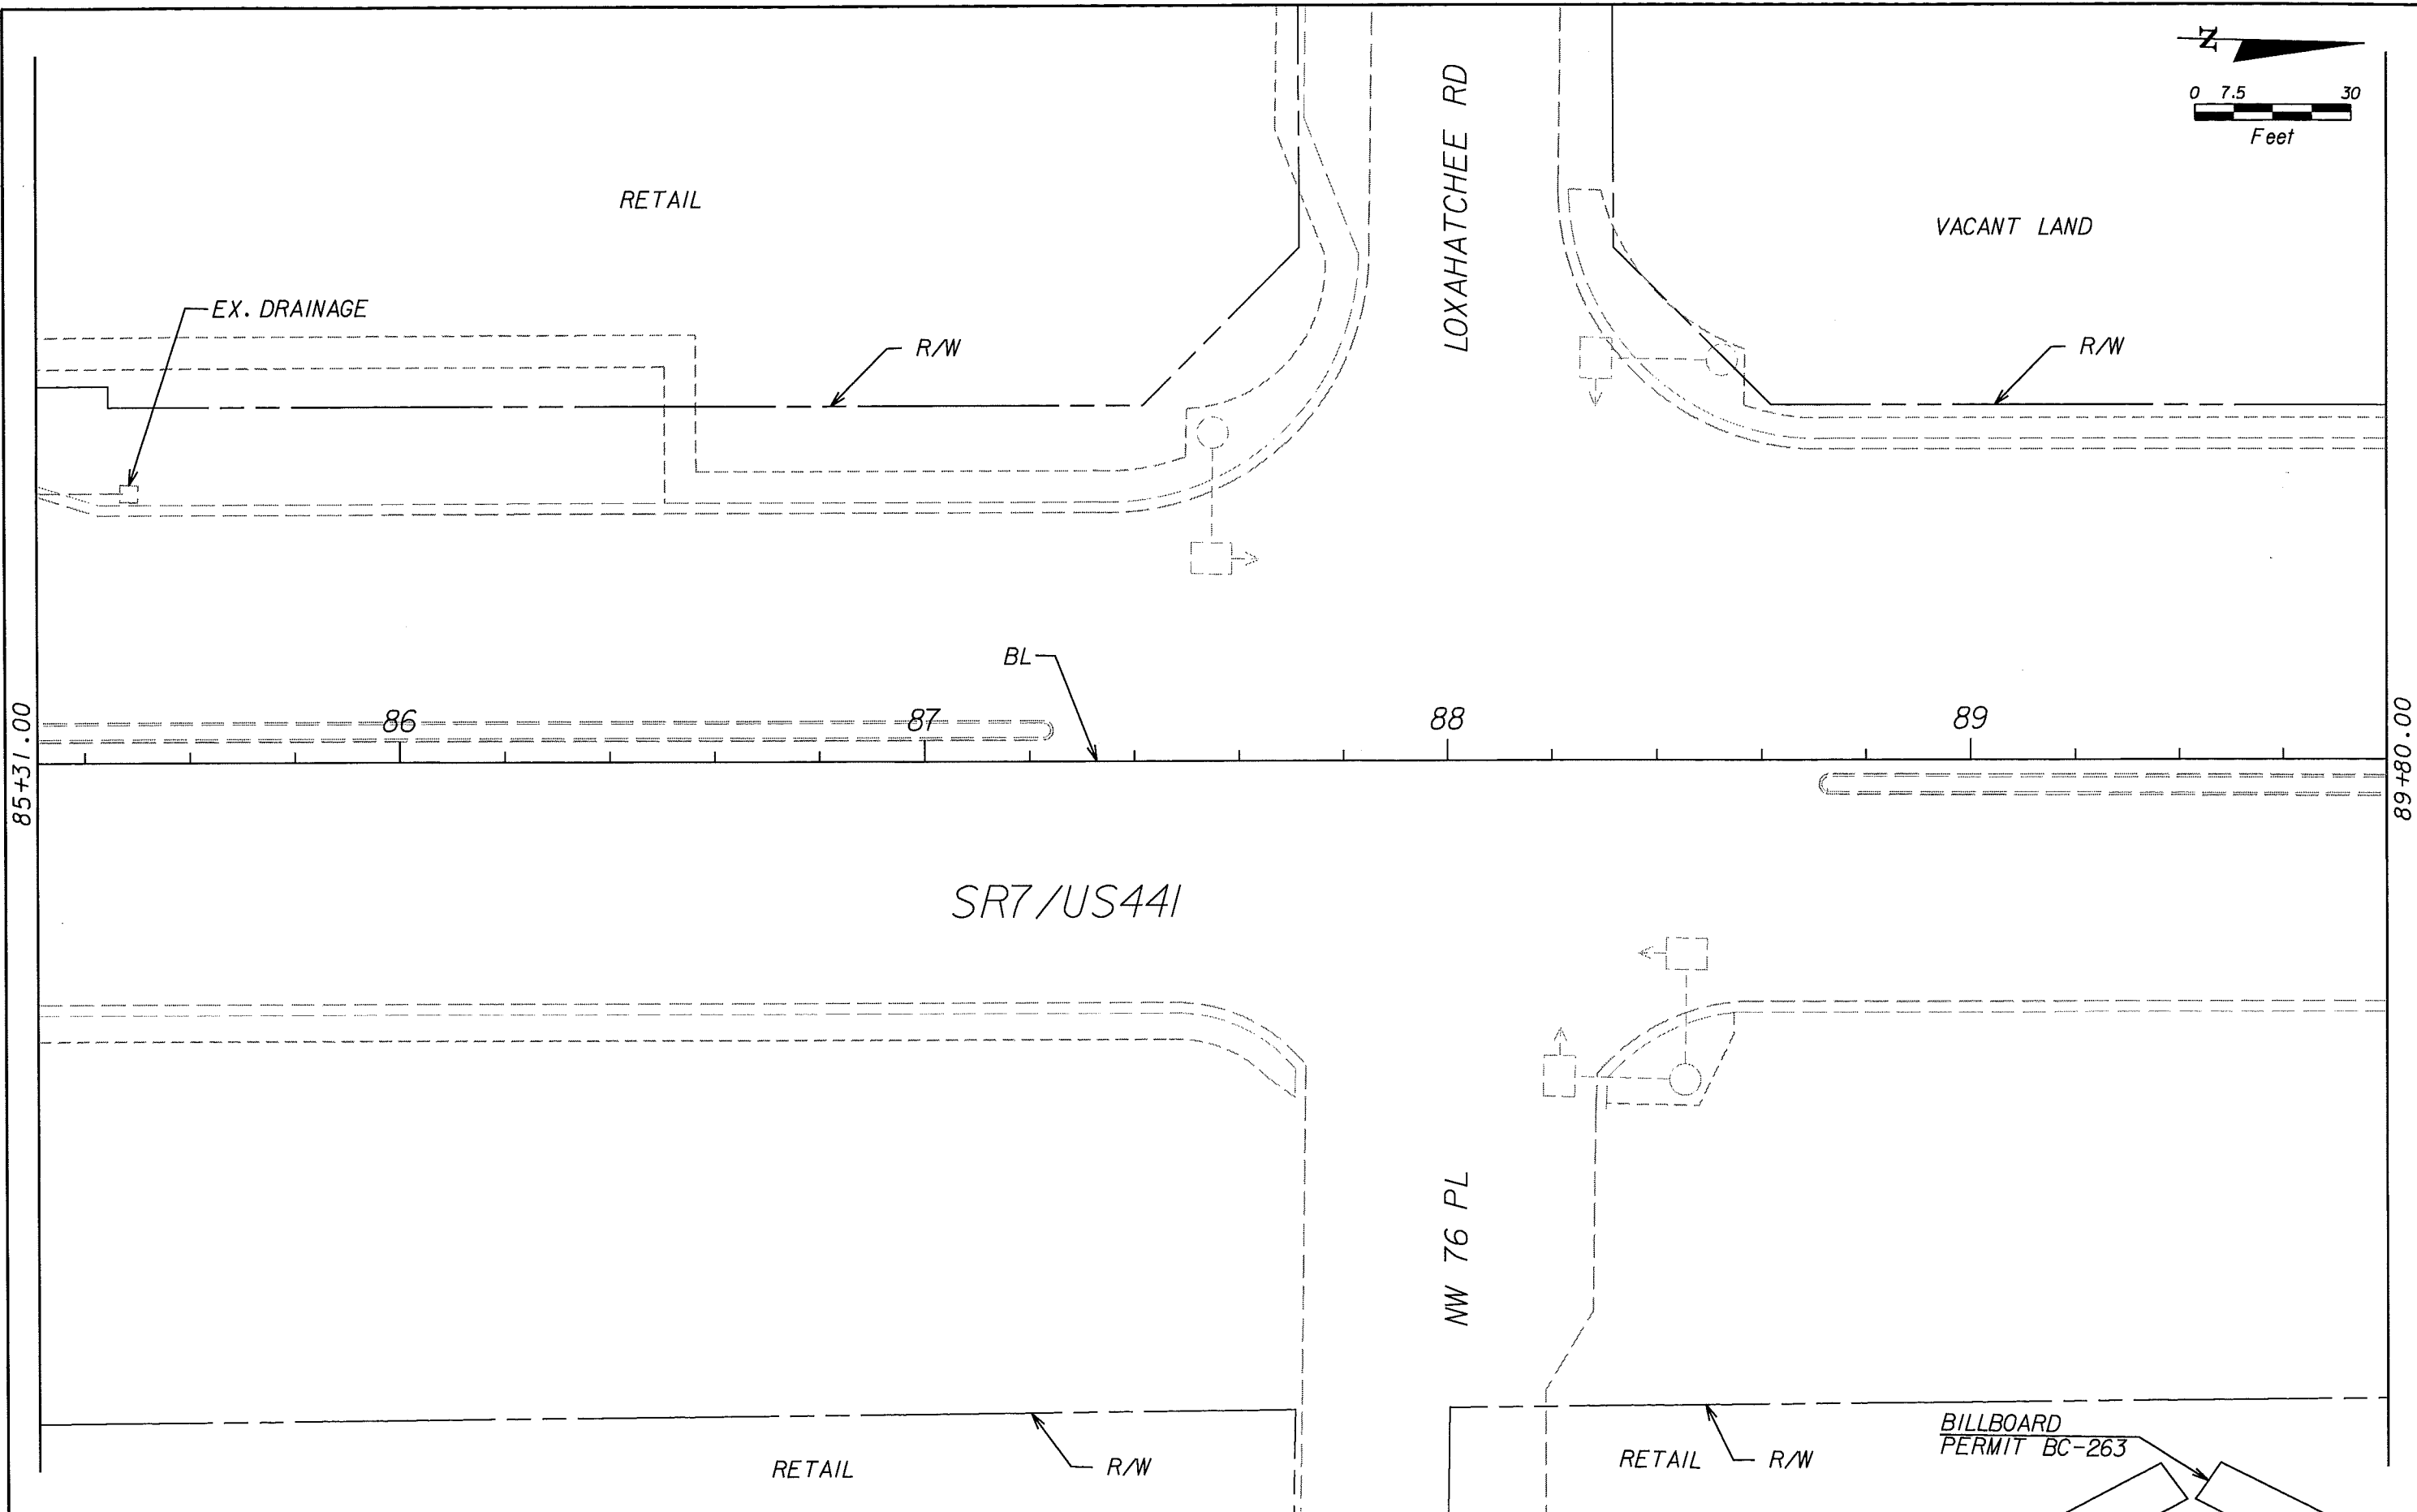 N
0 7.5 30
Feet
LOXAHATCHEE RD
RETAIL
VACANT LAND
EX. DRAINAGE
R/W
R/W
BL
85+31.00
86
87
88
89
89+80.00
SR7/US441
NW 76 PL
RETAIL
R/W
RETAIL
R/W
BILLBOARD
PERMIT BC-263